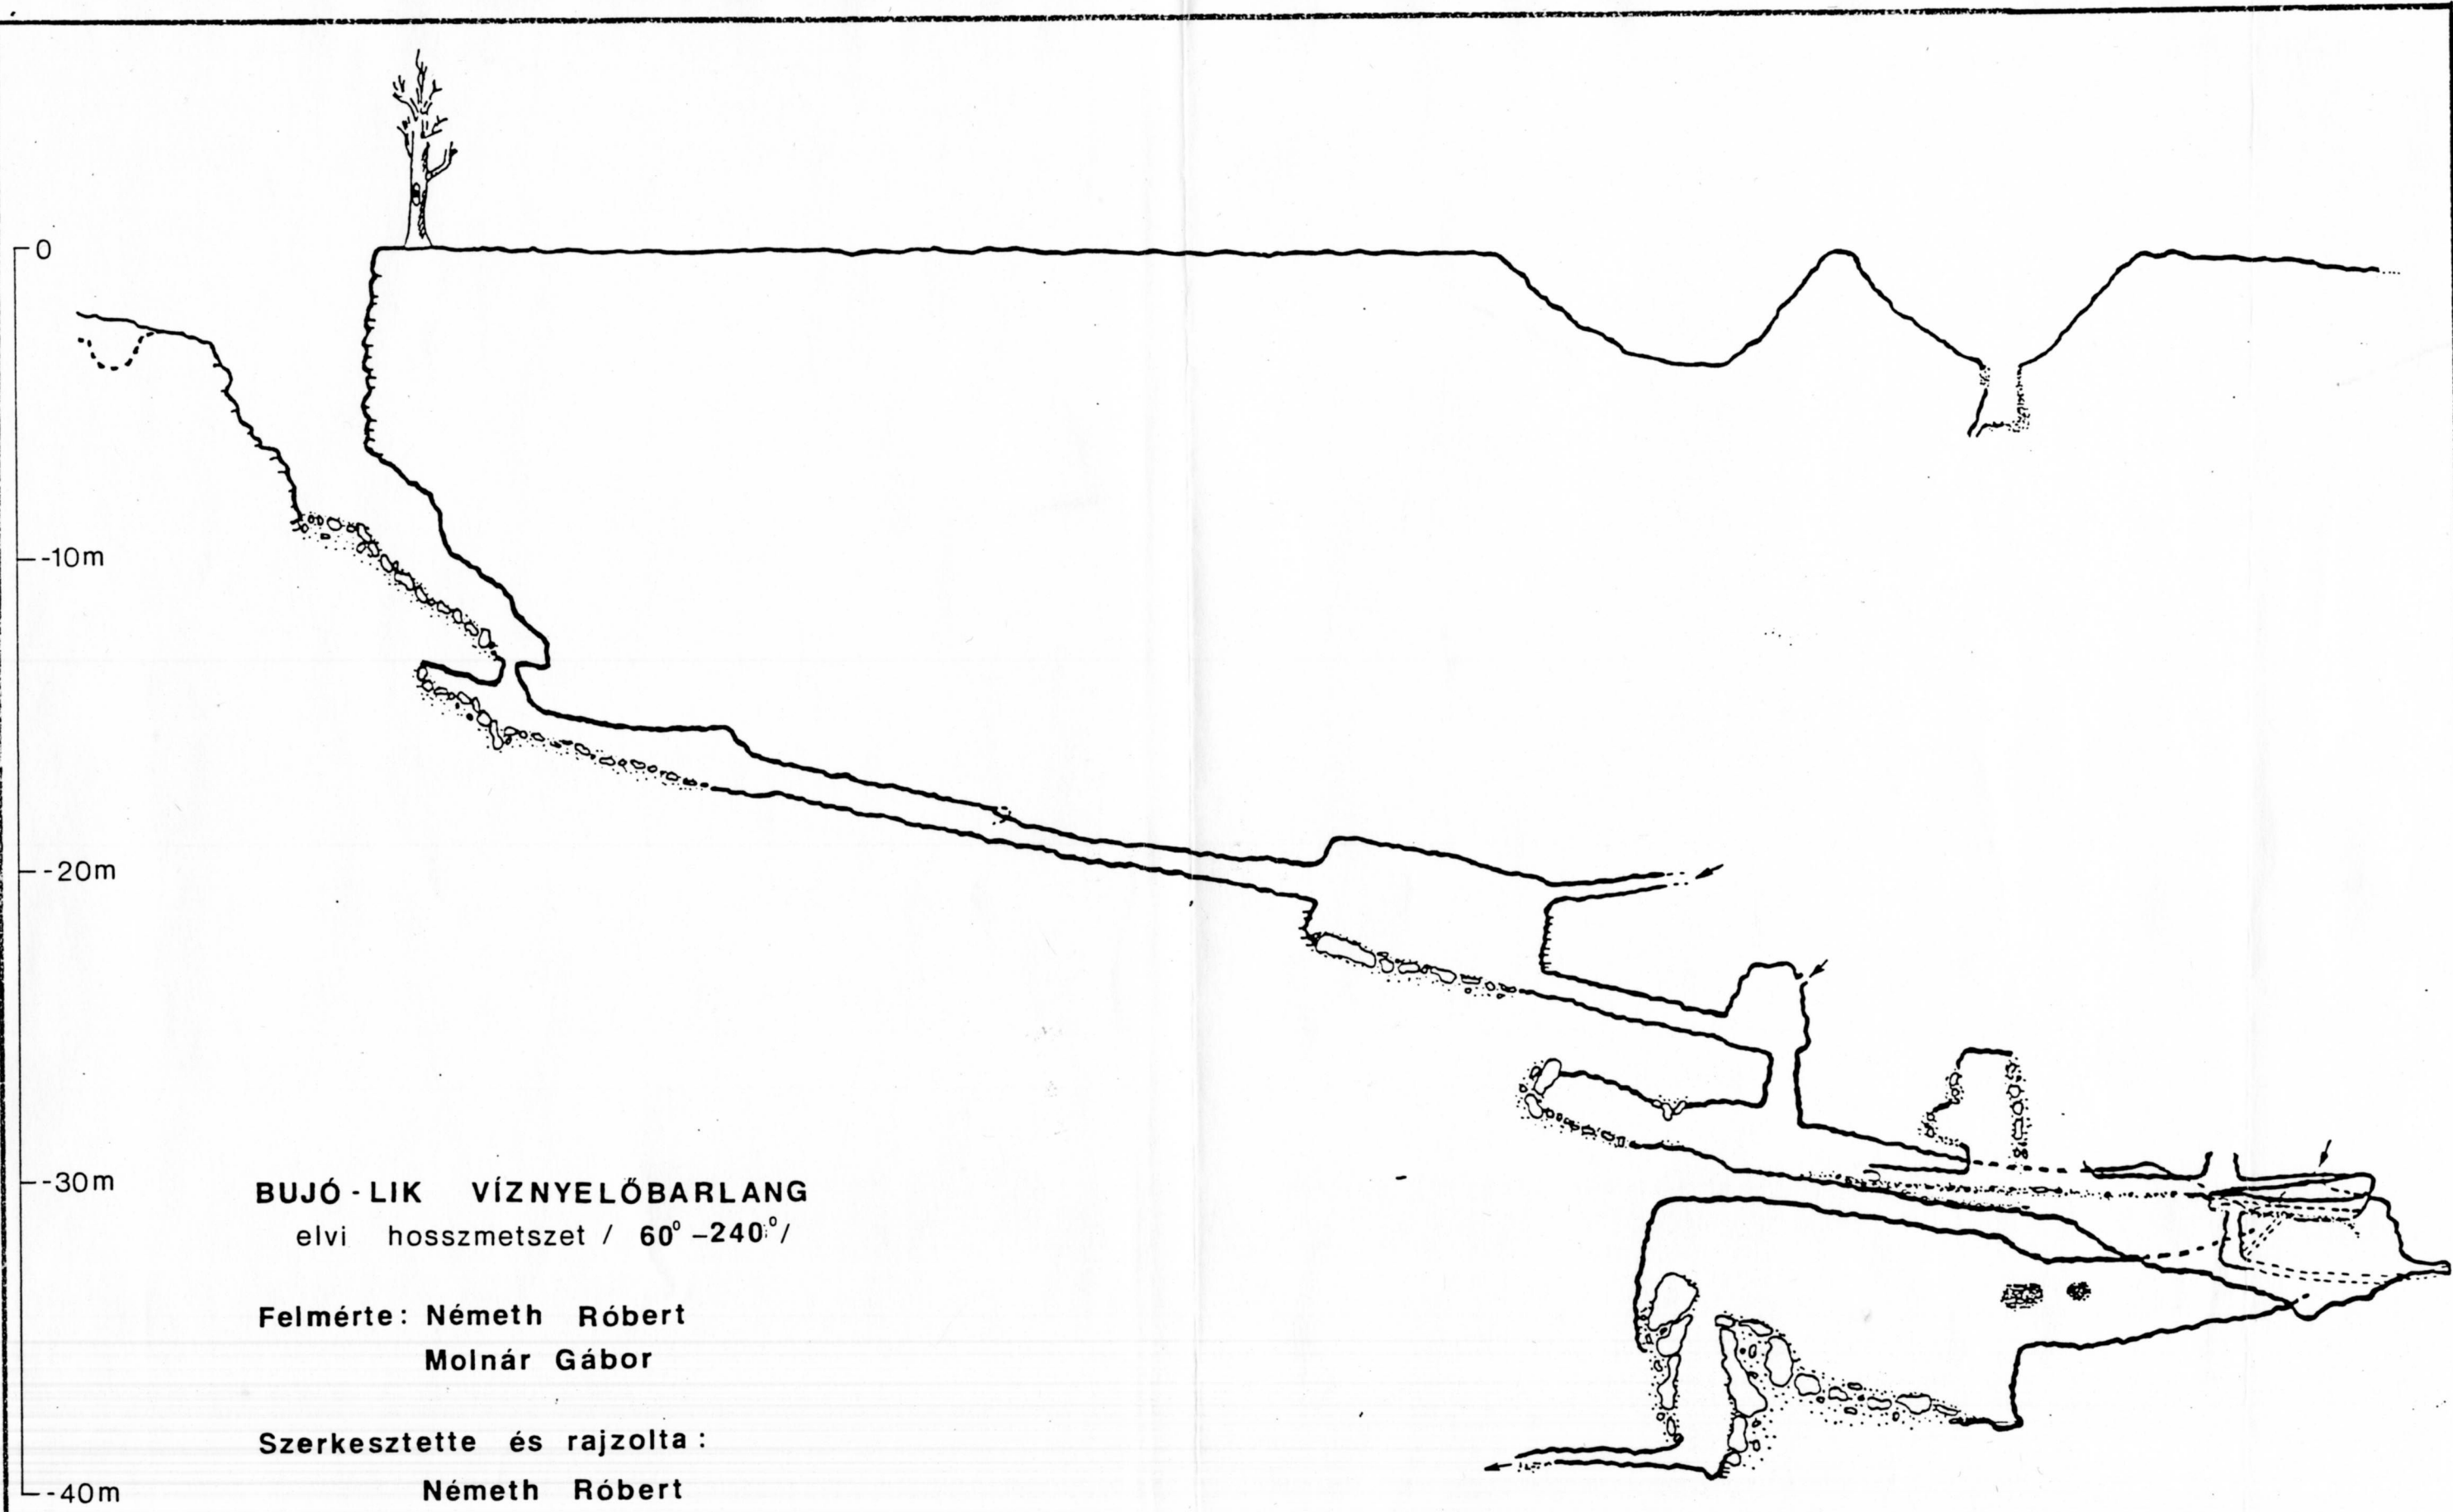 0
-10m
-20m
-30m
-40m
BUJÓ - LIK VÍZNYELŐBARLANG
elvi hosszmetszet / 60° -240° /
Felmérte: Németh Róbert
Molnár Gábor
Szerkesztette és rajzolta:
Németh Róbert